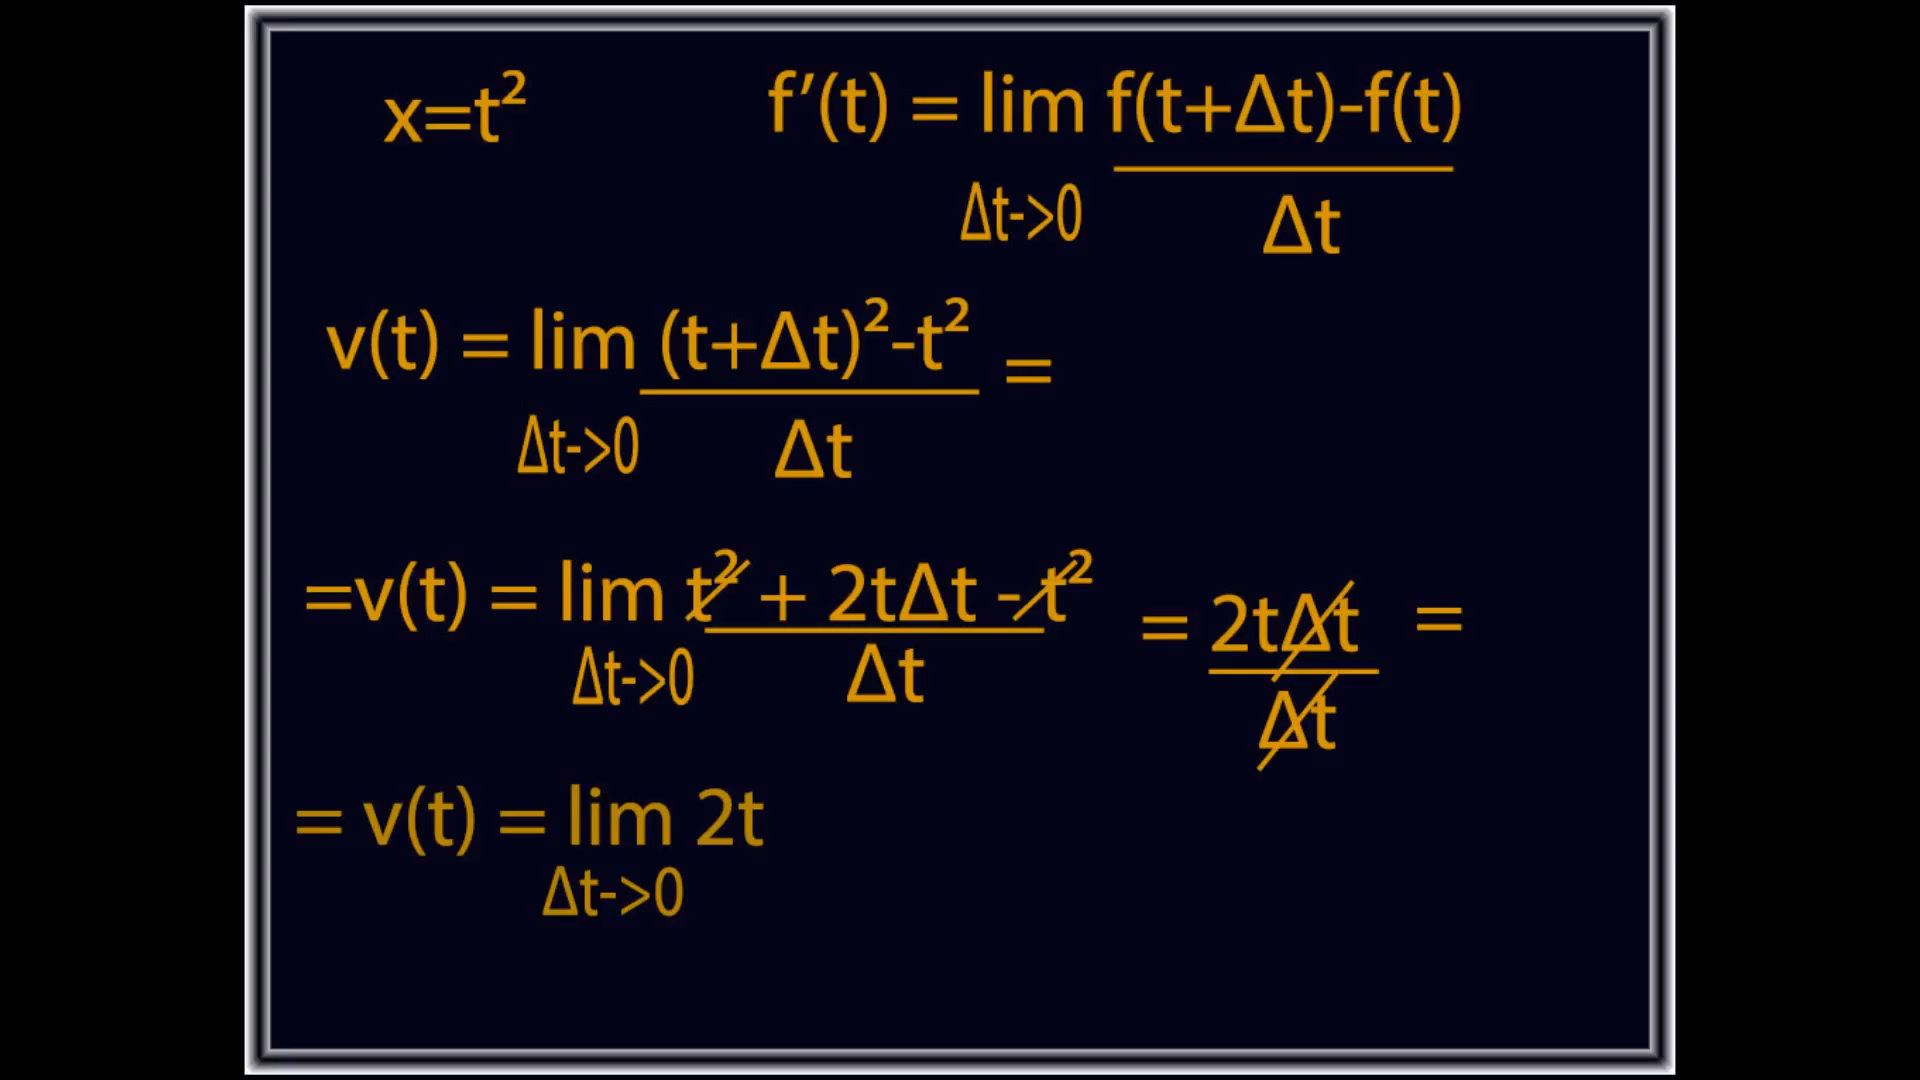 x=t²
f’(t) = lim f(t+Δt)-f(t)
Δt->0 Δt
v(t) = lim (t+Δt)²-t² =
Δt->0 Δt
=v(t) = lim t² + 2tΔt - t² = 2tΔt =
Δt->0 Δt Δt
= v(t) = lim 2t
Δt->0